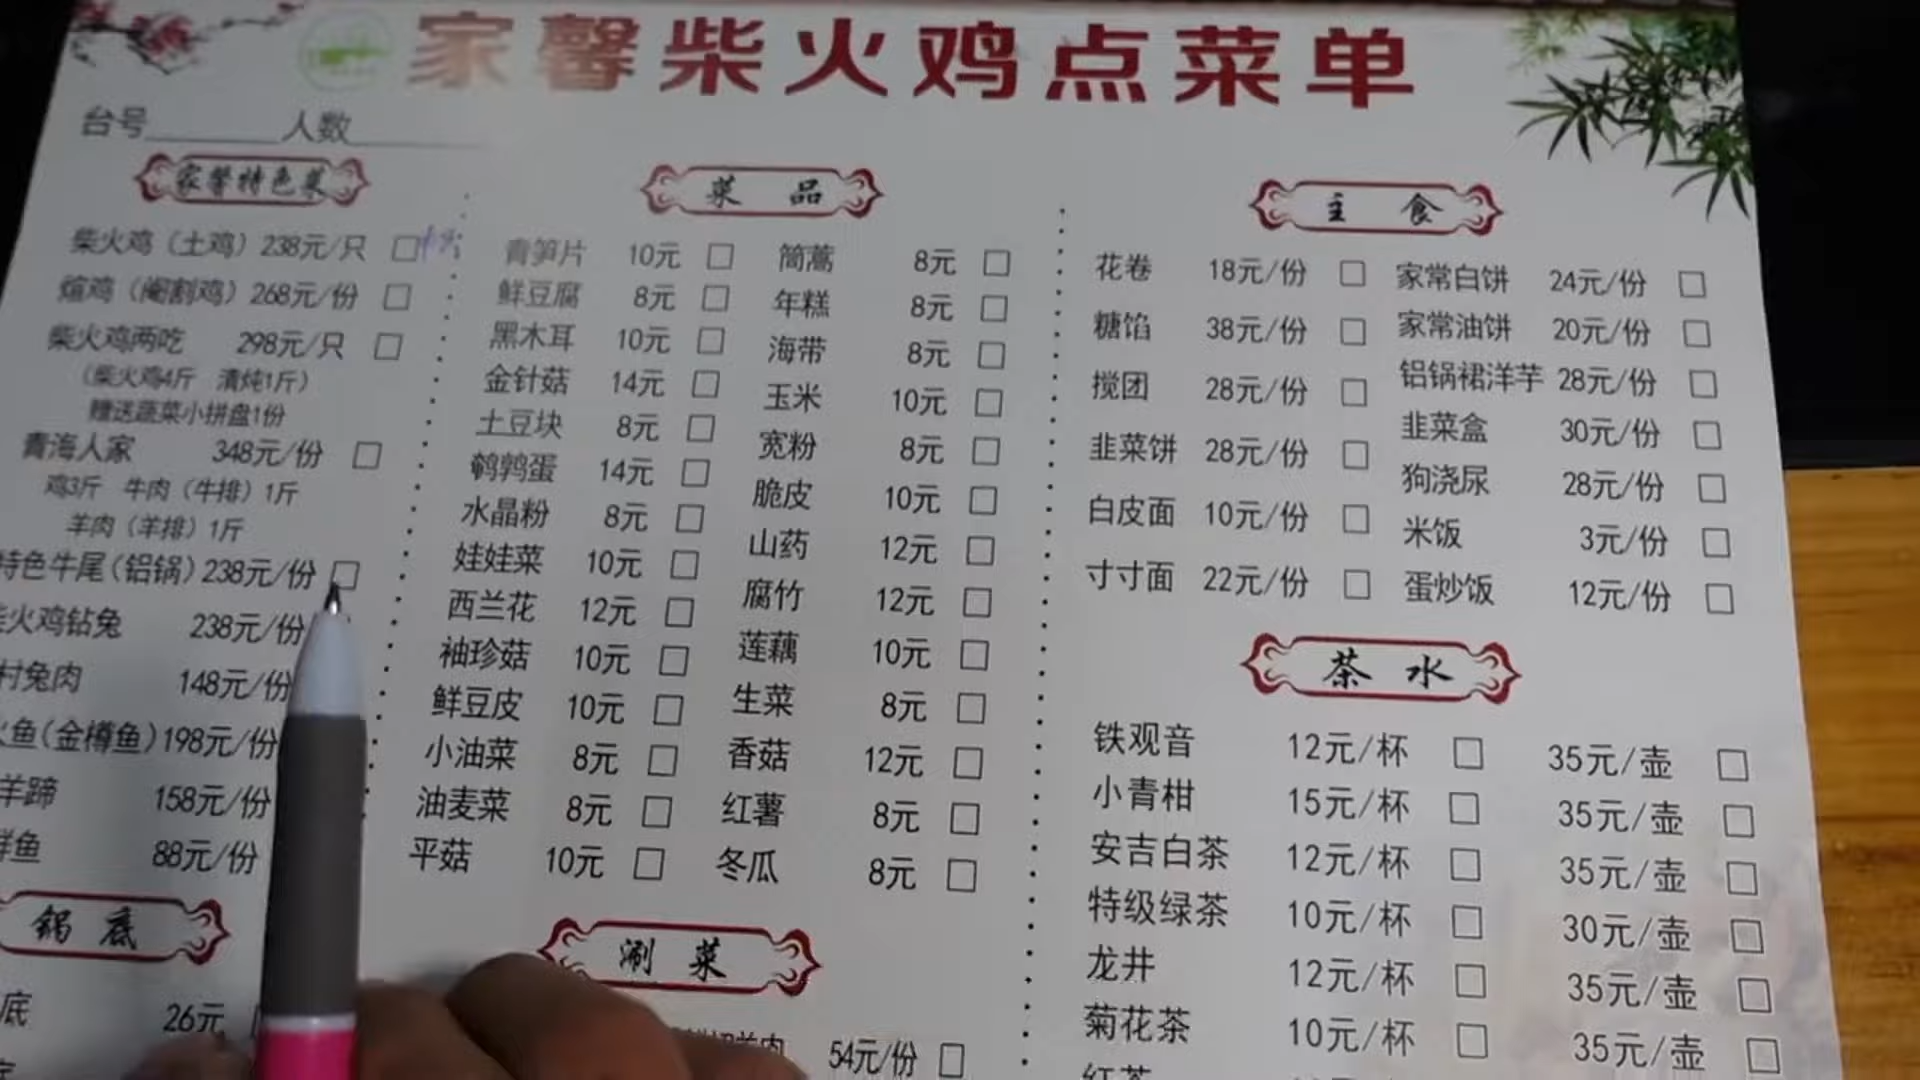 家馨柴火鸡点菜单
台号______人数______
家馨特色菜
柴火鸡（土鸡）238元/只 □
煊鸡（阉割鸡）268元/份 □
柴火鸡两吃 298元/只 □
（柴火鸡4斤 清炖1斤）
赠送蔬菜小拼盘1份
青海人家 348元/份 □
鸡3斤 牛肉（牛排）1斤
羊肉（羊排）1斤
特色牛尾（铝锅）238元/份 □
火鸡钻兔 238元/份
村兔肉 148元/份
鱼（金樽鱼）198元/份
羊蹄 158元/份
鱼 88元/份
锅底
底 26元
菜品
青笋片 10元 □ 筒蒿 8元 □
鲜豆腐 8元 □ 年糕 8元 □
黑木耳 10元 □ 海带 8元 □
金针菇 14元 □ 玉米 10元 □
土豆块 8元 □ 宽粉 8元 □
鹌鹑蛋 14元 □ 脆皮 10元 □
水晶粉 8元 □ 山药 12元 □
娃娃菜 10元 □ 腐竹 12元 □
西兰花 12元 □ 莲藕 10元 □
袖珍菇 10元 □ 生菜 8元 □
鲜豆皮 10元 □ 香菇 12元 □
小油菜 8元 □ 红薯 8元 □
油麦菜 8元 □ 冬瓜 8元 □
平菇 10元 □
涮菜
羊肉 54元/份 □
主食
花卷 18元/份 □ 家常白饼 24元/份 □
糖馅 38元/份 □ 家常油饼 20元/份 □
搅团 28元/份 □ 铝锅裙洋芋 28元/份 □
韭菜饼 28元/份 □ 韭菜盒 30元/份 □
白皮面 10元/份 □ 狗浇尿 28元/份 □
寸寸面 22元/份 □ 米饭 3元/份 □
蛋炒饭 12元/份 □
茶水
铁观音 12元/杯 □ 35元/壶 □
小青柑 15元/杯 □ 35元/壶 □
安吉白茶 12元/杯 □ 35元/壶 □
特级绿茶 10元/杯 □ 30元/壶 □
龙井 12元/杯 □ 35元/壶 □
菊花茶 10元/杯 □ 35元/壶 □
红茶